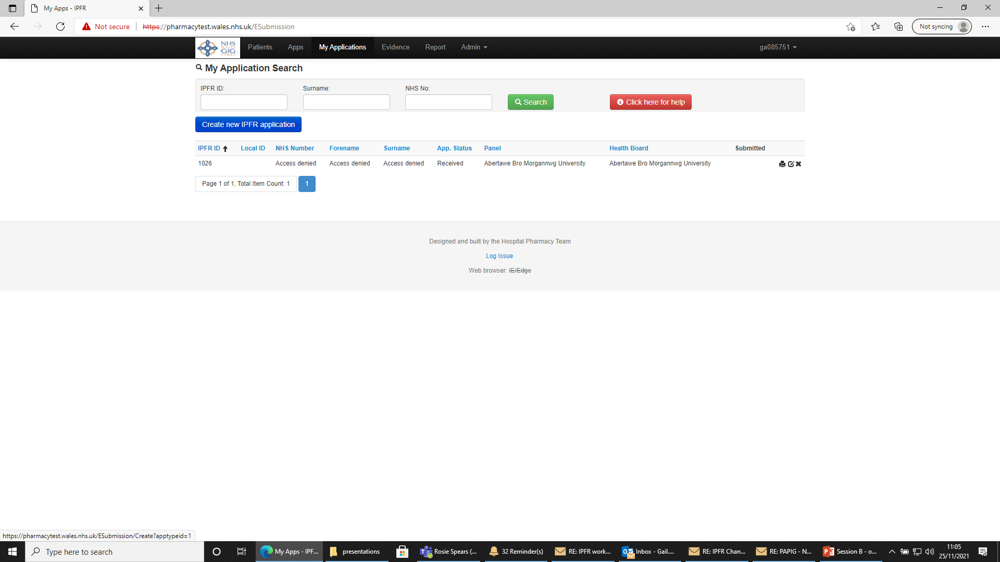 My Apps - IPFR
Not secure https://pharmacytest.wales.nhs.uk/ESubmission Not syncing
NHS WALES GIG CYMRU Patients Apps My Applications Evidence Report Admin ga085751
My Application Search
IPFR ID: Surname: NHS No:
Search Click here for help
Create new IPFR application
IPFR ID Local ID NHS Number Forename Surname App. Status Panel Health Board Submitted
1026 Access denied Access denied Access denied Received Abertawe Bro Morgannwg University Abertawe Bro Morgannwg University
Page 1 of 1, Total Item Count: 1 1
Designed and built by the Hospital Pharmacy Team
Log Issue
Web browser: IE/Edge
https://pharmacytest.wales.nhs.uk/ESubmission/Create?apptypeid=1
Type here to search My Apps - IPF... presentations Rosie Spears (... 32 Reminder(s) RE: IPFR work... Inbox - Gail.... RE: IPFR Chan... RE: PAPIG - N... Session B - o... 11:05
25/11/2021